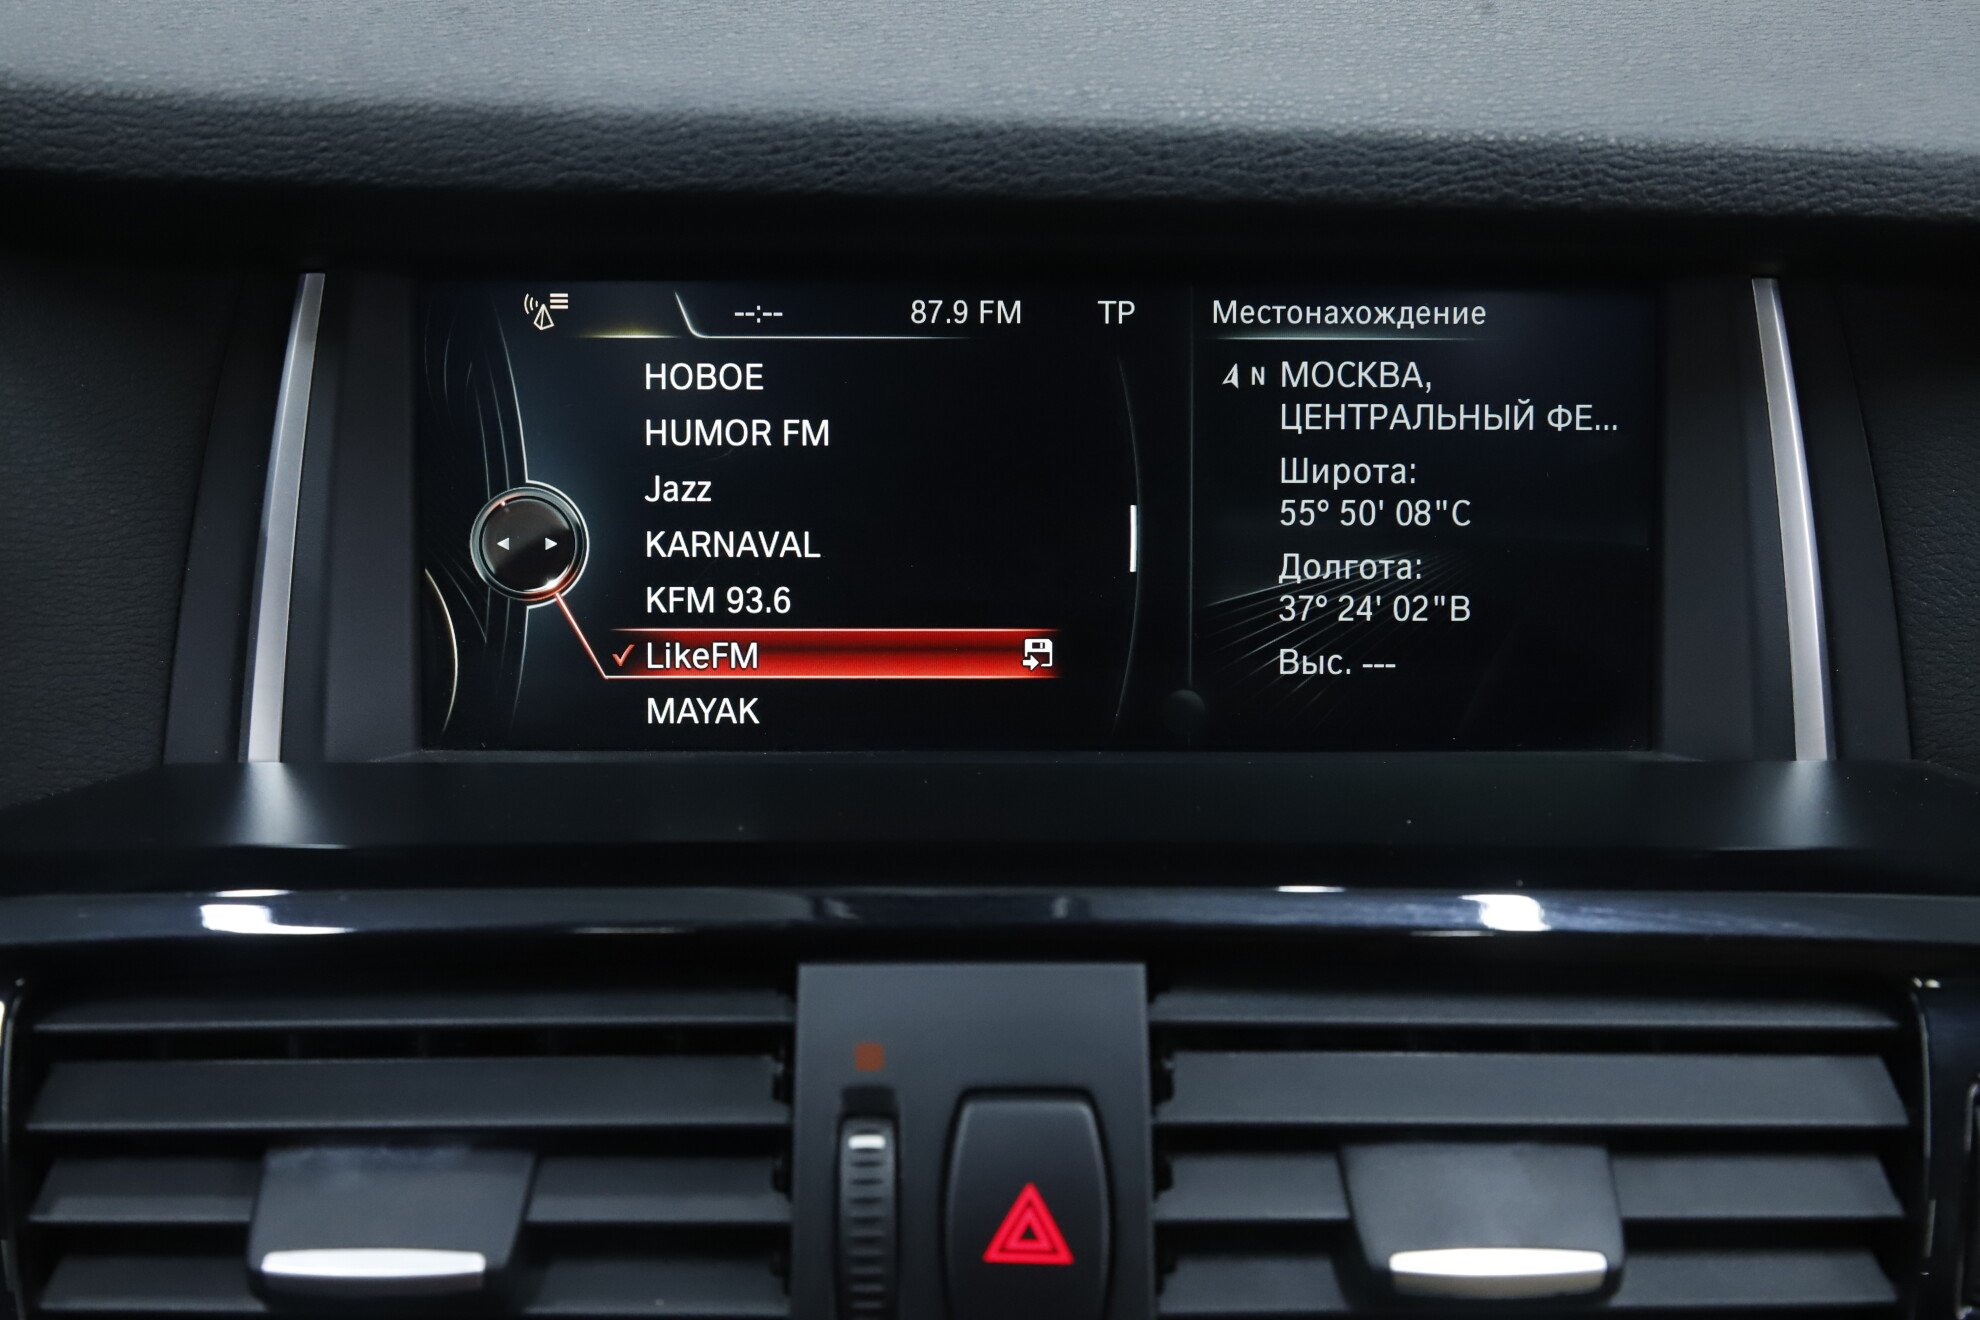 --:-- 87.9 FM TP
HOBOE
HUMOR FM
Jazz
KARNAVAL
KFM 93.6
LikeFM
MAYAK
Местонахождение
N МОСКВА,
ЦЕНТРАЛЬНЫЙ ФЕ...
Широта:
55° 50' 08"С
Долгота:
37° 24' 02"В
Выс. ---